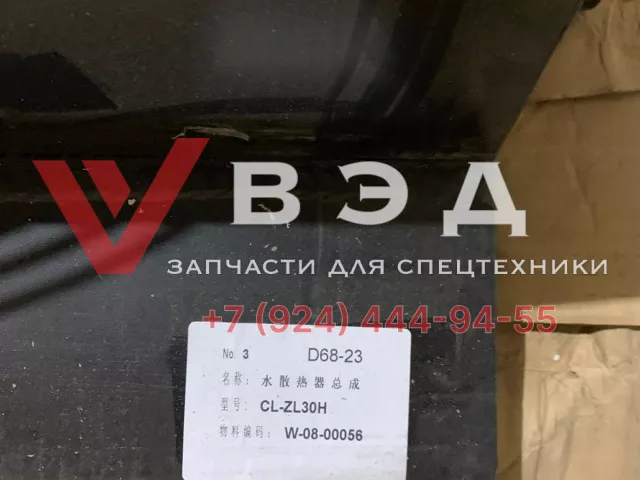 ВЭД
ЗАПЧАСТИ ДЛЯ СПЕЦТЕХНИКИ
+7 (924) 444-94-55
No. 3 D68-23
名称: 水散热器总成
型号: CL-ZL30H
物料编码: W-08-00056